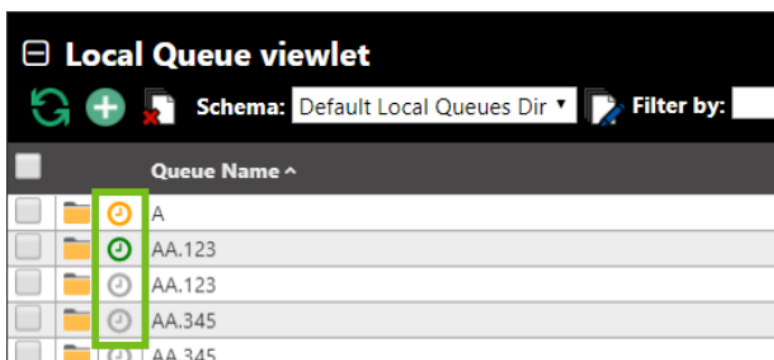 Local Queue viewlet
Schema: Default Local Queues Dir Filter by:
Queue Name
A
AA.123
AA.123
AA.345
AA.345